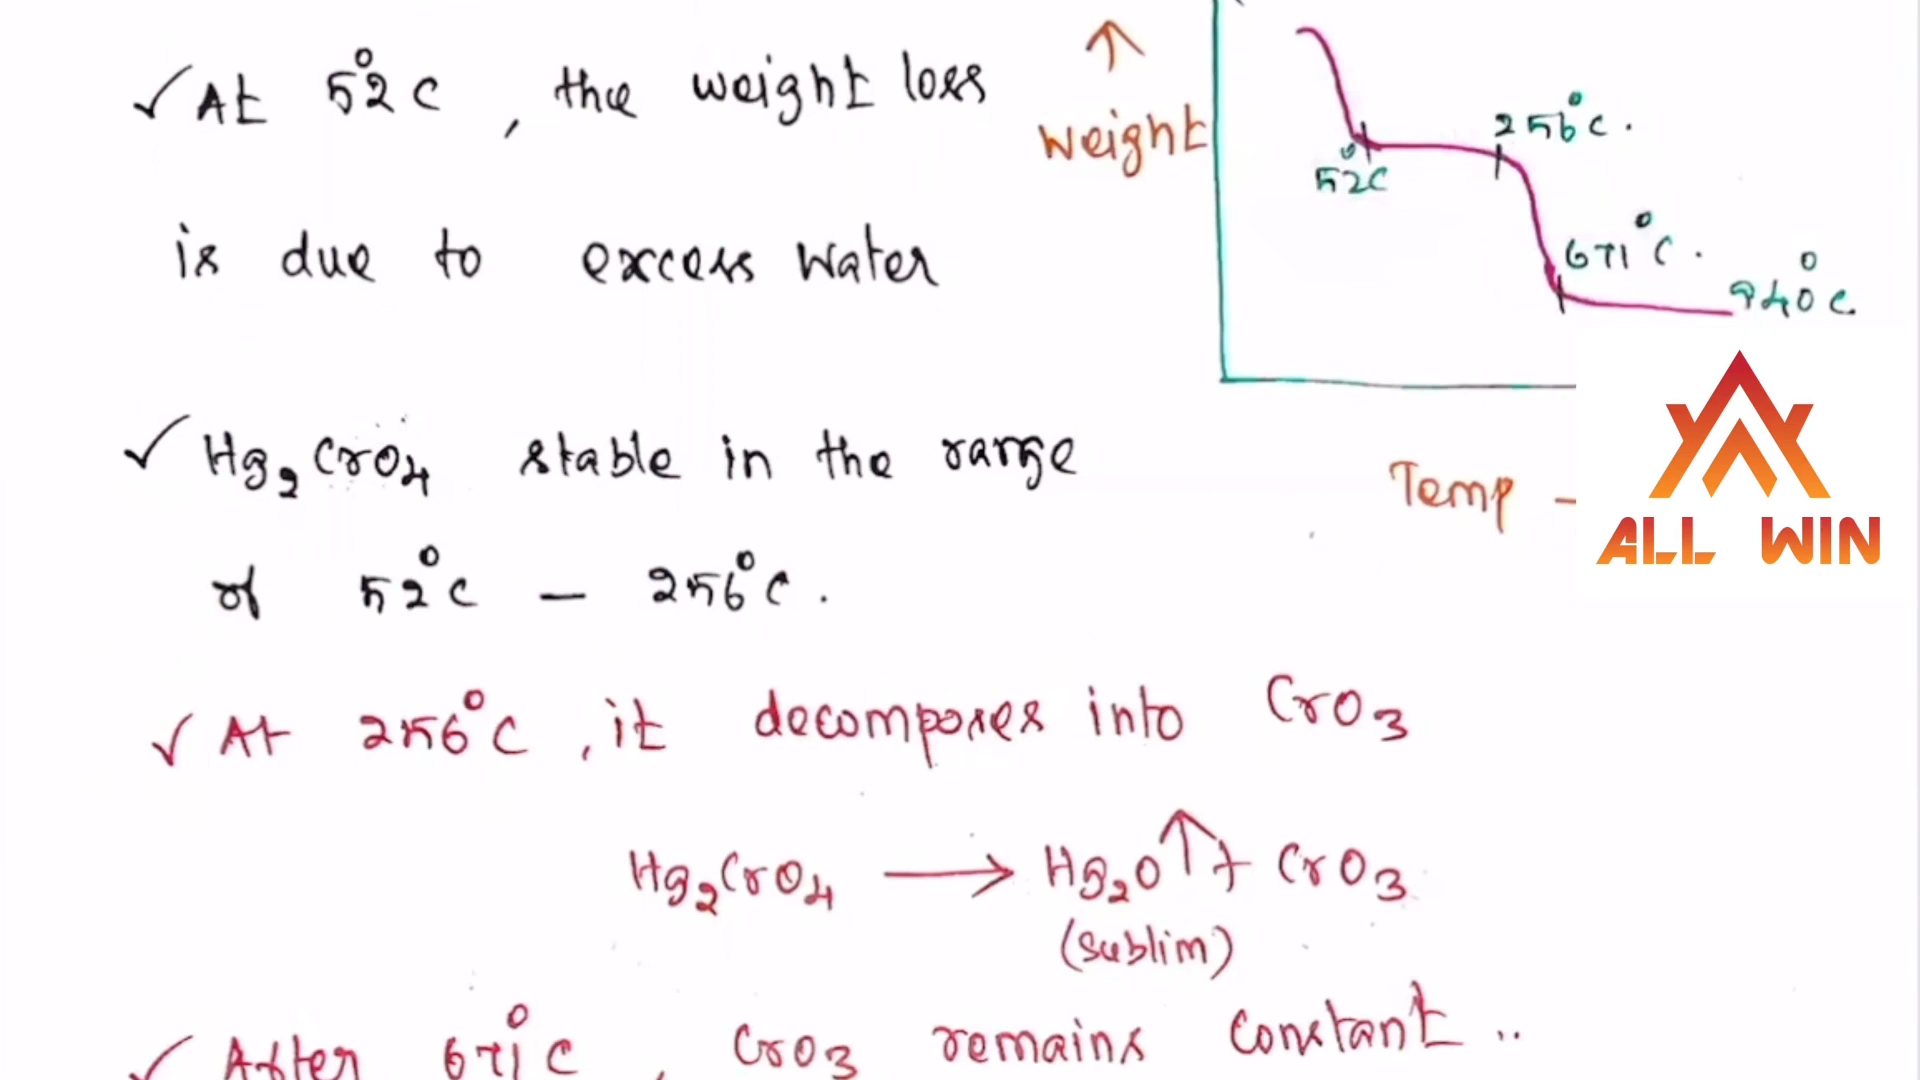 ✓ At 52°C, the weight loss
is due to excess water
✓ Hg₂CrO₄ stable in the range
of 52°C – 256°C.
✓ At 256°C, it decomposes into CrO₃
Hg₂CrO₄ → Hg₂O↑ + CrO₃
(Sublim)
✓ After 671°C, CrO₃ remains constant..
↑
Weight
52°C
256°C.
671°C.
940°C.
Temp –
ALL WIN